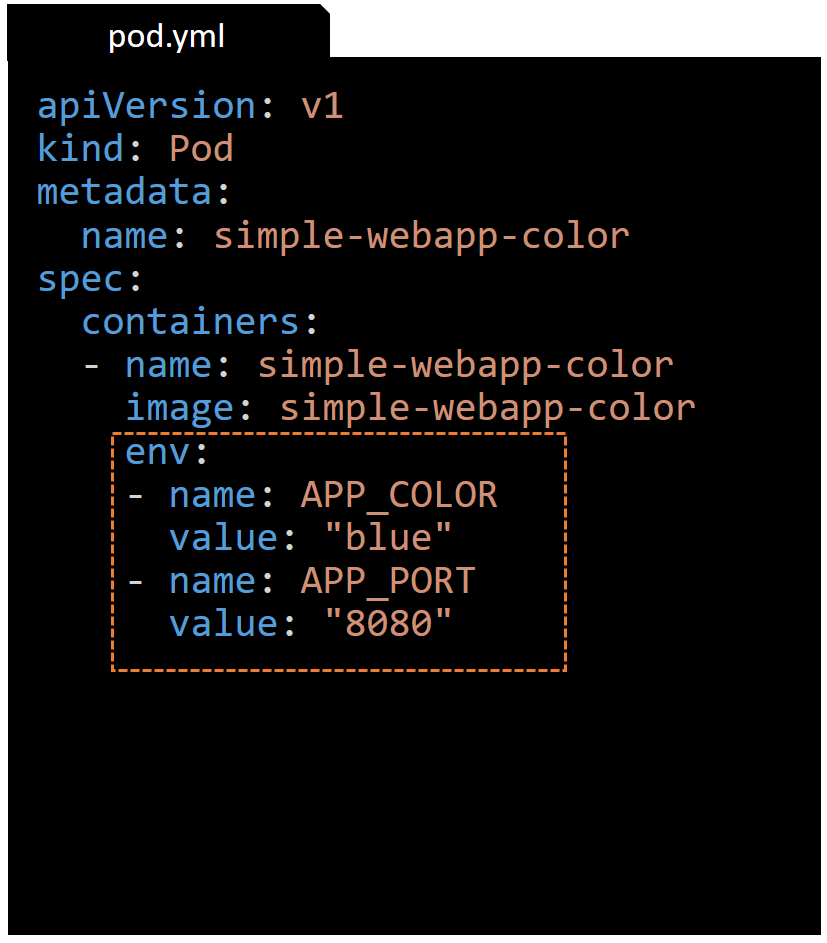 pod.yml
apiVersion: v1
kind: Pod
metadata:
  name: simple-webapp-color
spec:
  containers:
  - name: simple-webapp-color
    image: simple-webapp-color
    env:
    - name: APP_COLOR
      value: "blue"
    - name: APP_PORT
      value: "8080"